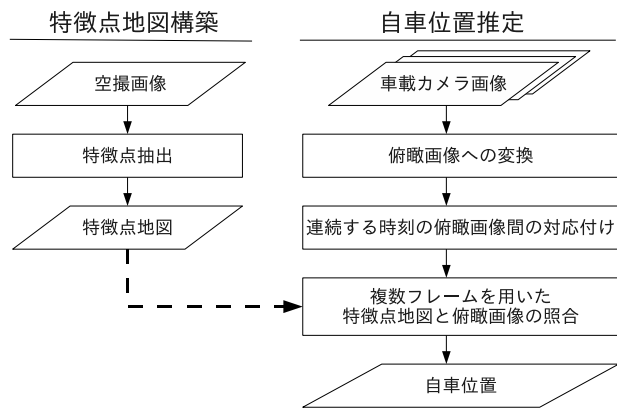 特徴点地図構築
空撮画像
特徴点抽出
特徴点地図
自車位置推定
車載カメラ画像
俯瞰画像への変換
連続する時刻の俯瞰画像間の対応付け
複数フレームを用いた
特徴点地図と俯瞰画像の照合
自車位置